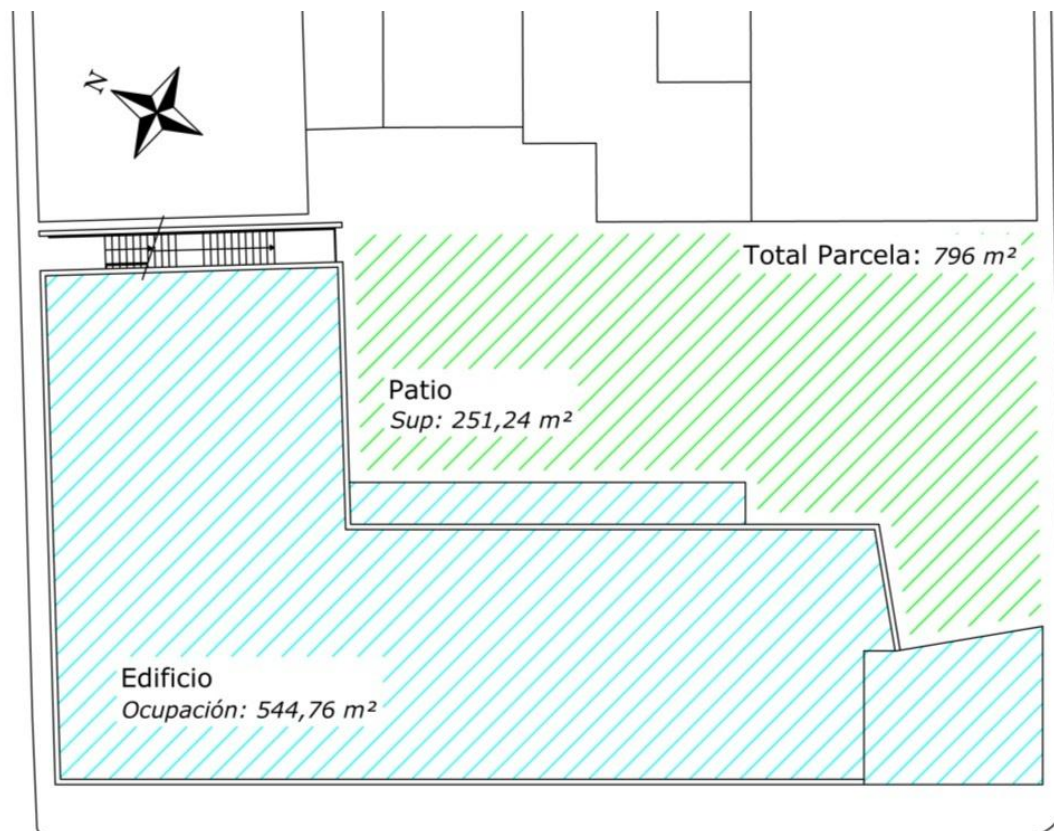 N
Total Parcela: 796 m²
Patio
Sup: 251,24 m²
Edificio
Ocupación: 544,76 m²